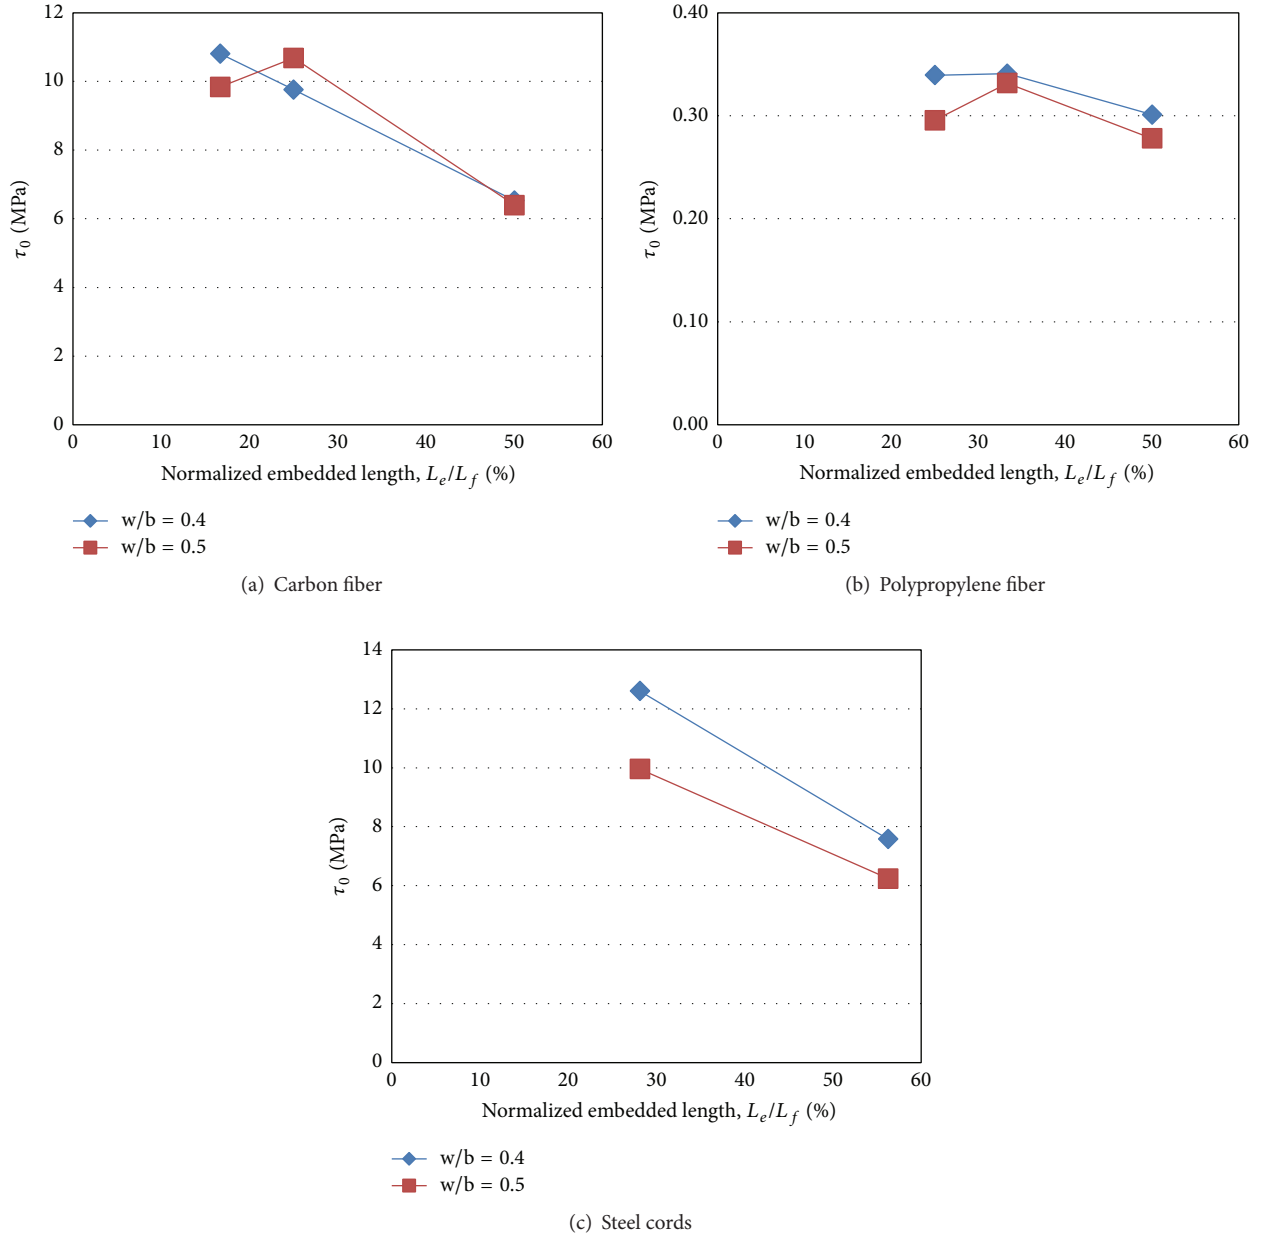 12
10
8
6
4
2
0
τ0 (MPa)
0 10 20 30 40 50 60
Normalized embedded length, Le/Lf (%)
w/b = 0.4
w/b = 0.5
(a) Carbon fiber
0.40
0.30
0.20
0.10
0.00
τ0 (MPa)
0 10 20 30 40 50 60
Normalized embedded length, Le/Lf (%)
w/b = 0.4
w/b = 0.5
(b) Polypropylene fiber
14
12
10
8
6
4
2
0
τ0 (MPa)
0 10 20 30 40 50 60
Normalized embedded length, Le/Lf (%)
w/b = 0.4
w/b = 0.5
(c) Steel cords